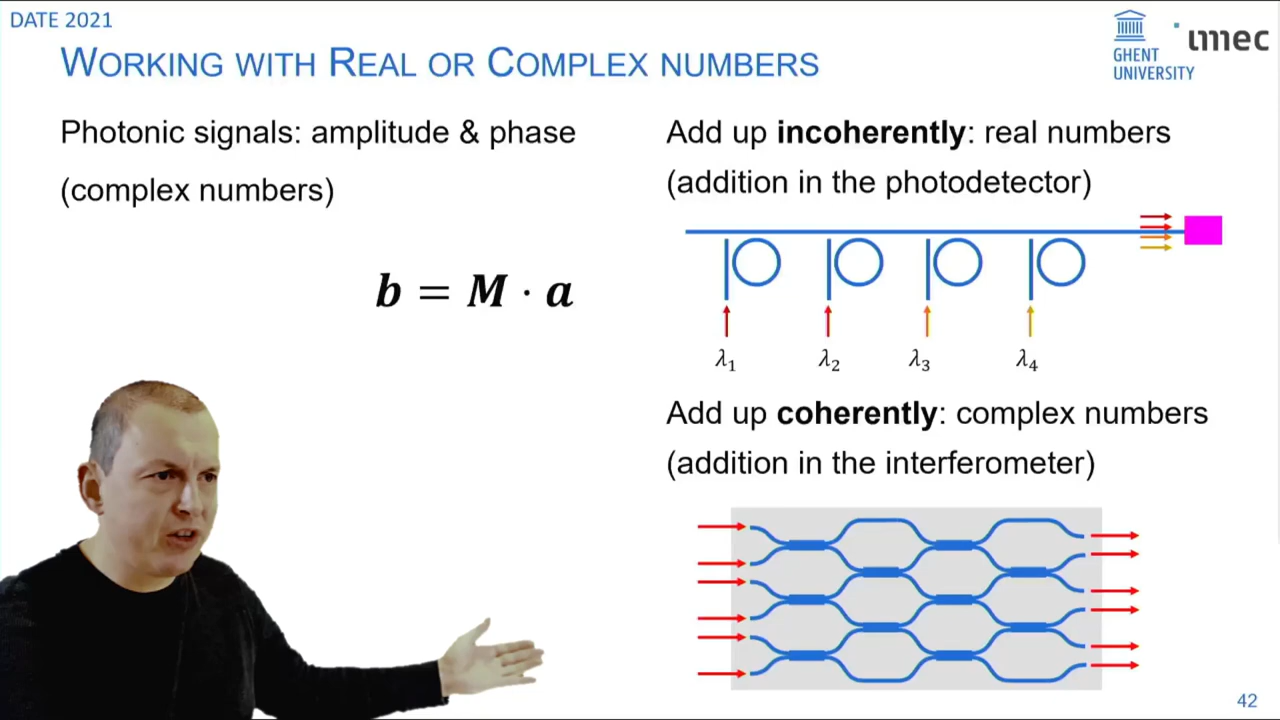 DATE 2021
WORKING WITH REAL OR COMPLEX NUMBERS
GHENT
UNIVERSITY
imec
Photonic signals: amplitude & phase
(complex numbers)
b = M · a
Add up incoherently: real numbers
(addition in the photodetector)
λ1 λ2 λ3 λ4
Add up coherently: complex numbers
(addition in the interferometer)
42